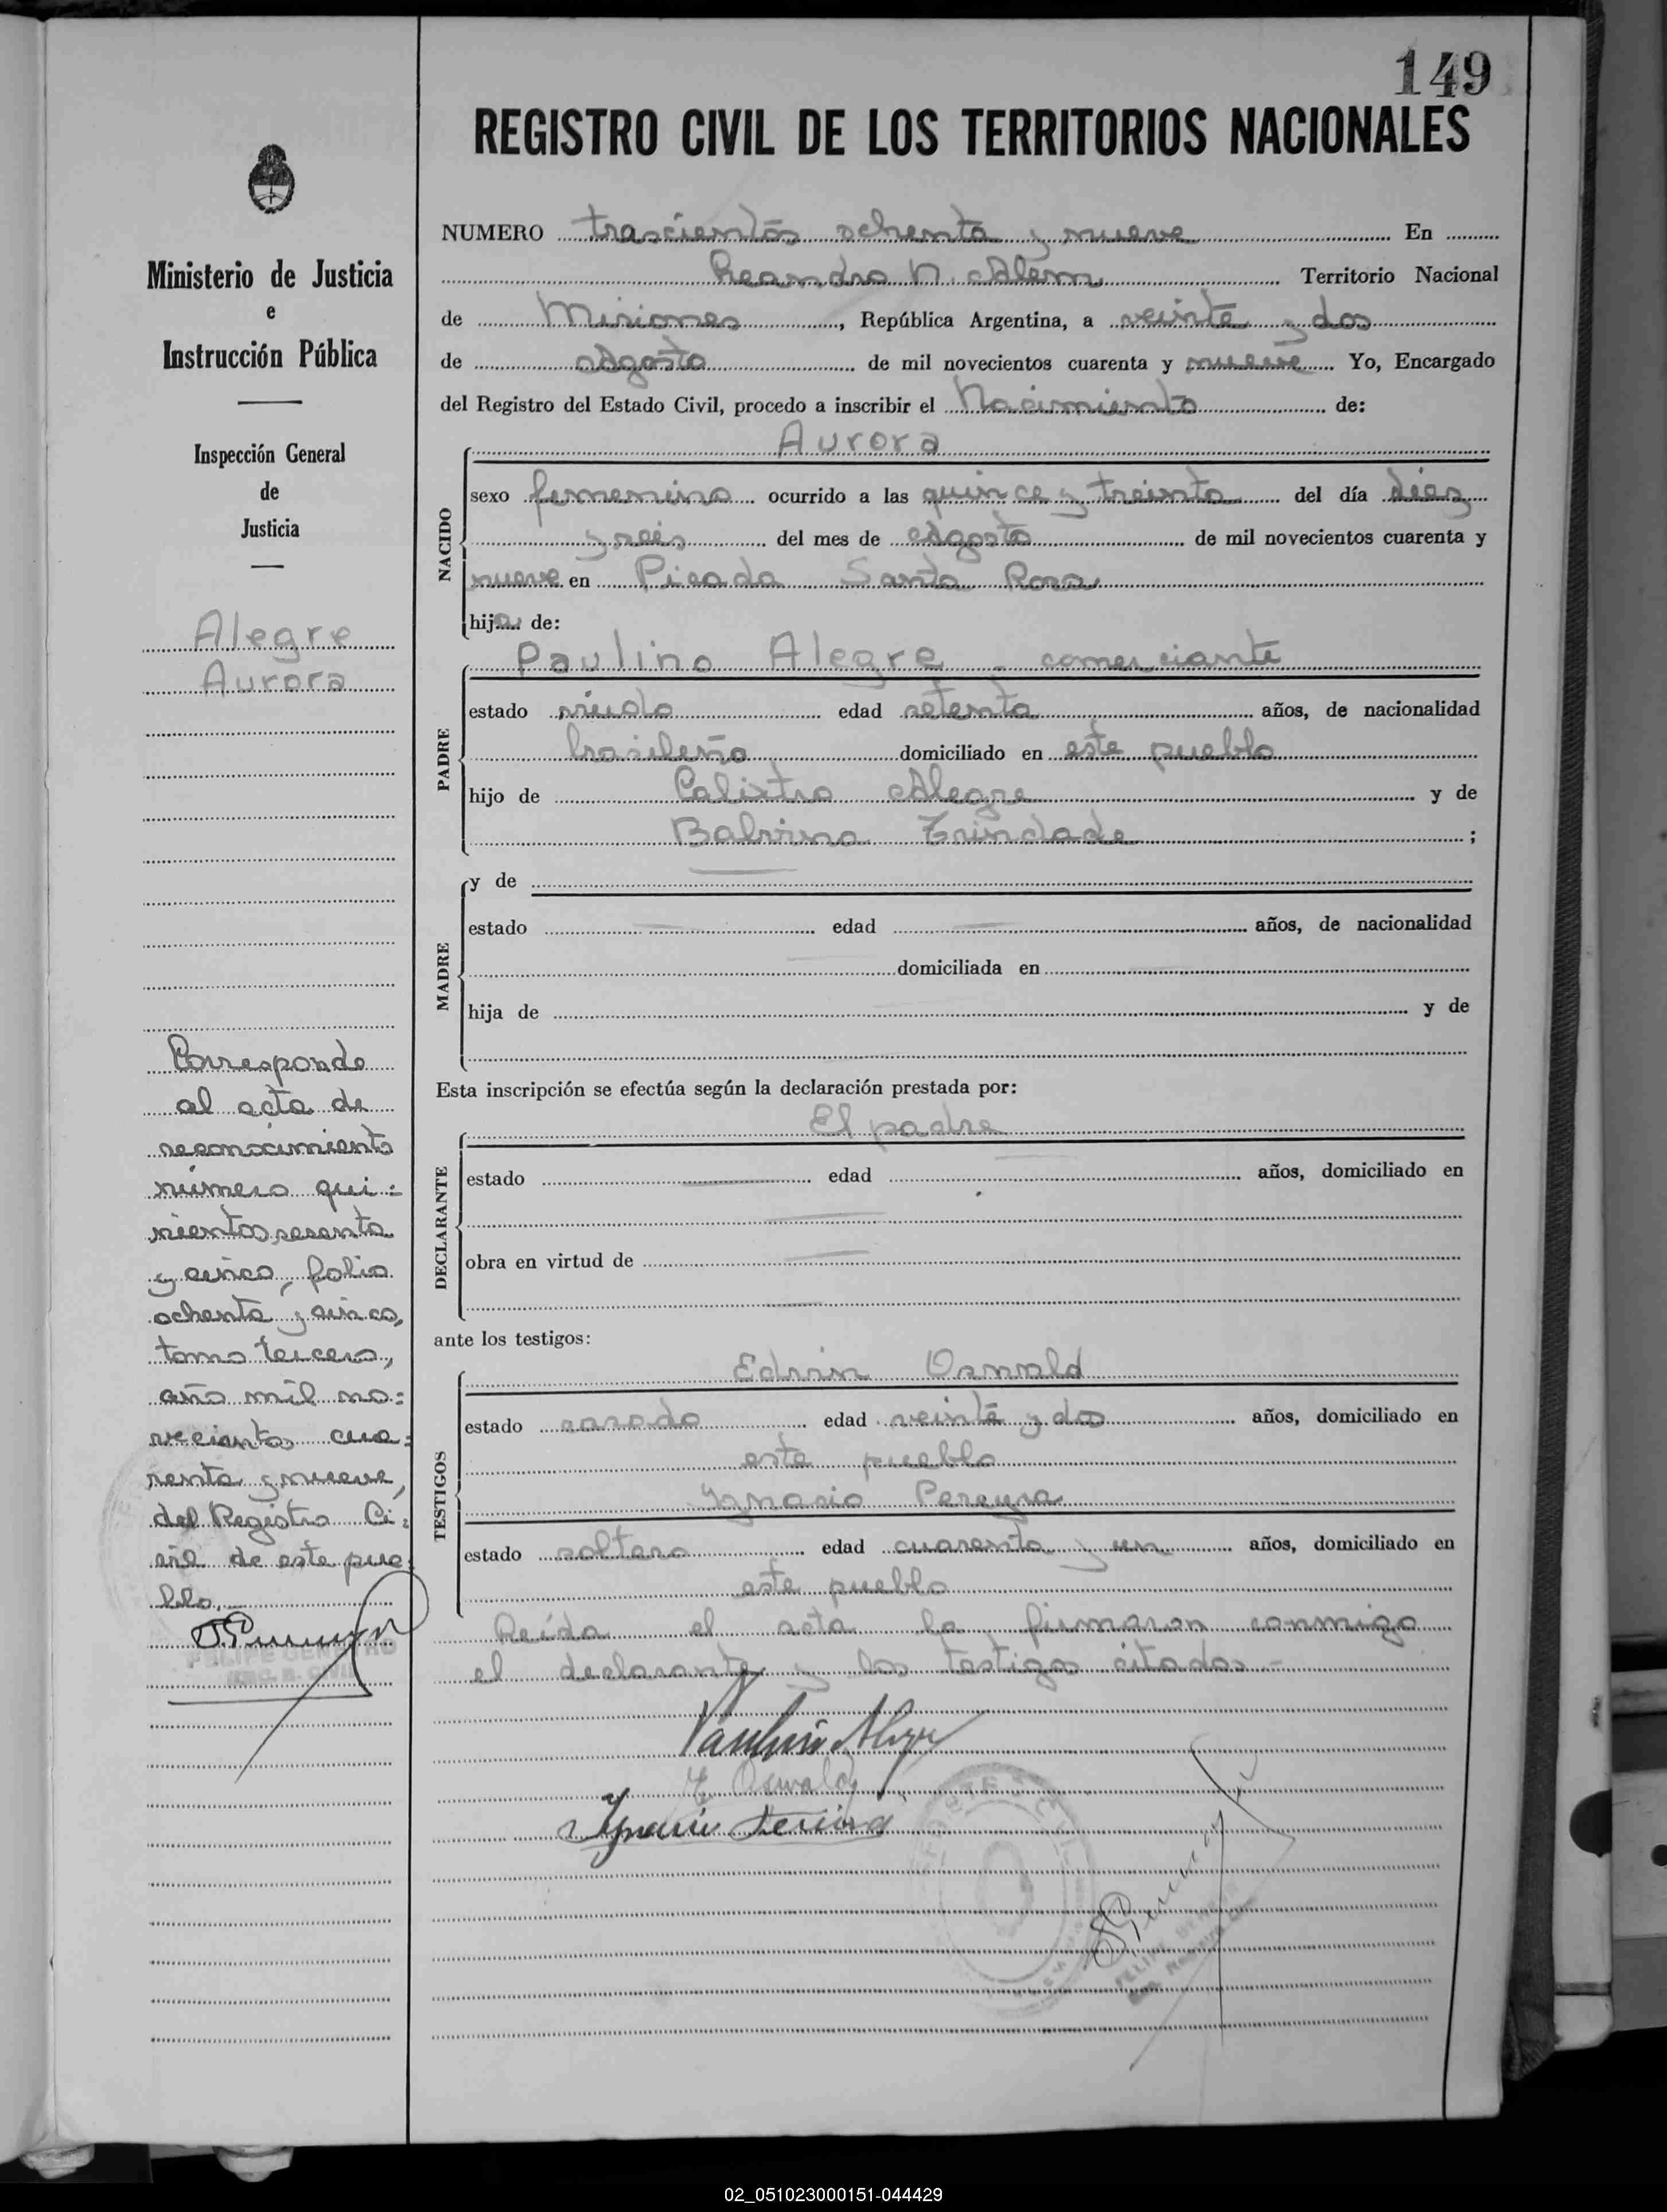 149
REGISTRO CIVIL DE LOS TERRITORIOS NACIONALES
Ministerio de Justicia
e
Instrucción Pública
Inspección General
de
Justicia
Alegre
Aurora
Corresponde
al acta de
reconocimiento
número qui-
nientos sesenta
y cinco, folio
ochenta y cinco,
tomo tercero,
año mil no-
vecientos cua-
renta y nueve,
del Registro Ci-
vil de este pue-
blo.-
FELIPE GENE
NUMERO trescientos ochenta y nueve En
Leandro N. Alem Territorio Nacional
de Misiones, República Argentina, a veinte y dos
de Agosto de mil novecientos cuarenta y nueve Yo, Encargado
del Registro del Estado Civil, procedo a inscribir el Nacimiento de:
Aurora
NACIDO
sexo femenino ocurrido a las quince y treinta del día diez
y seis del mes de Agosto de mil novecientos cuarenta y
nueve en Picada Santa Rosa
hija de:
Paulino Alegre - comerciante
PADRE
estado viudo edad setenta años, de nacionalidad
brasileña domiciliado en este pueblo
hijo de Calixtro Alegre y de
Balvina Trindade ;
y de
MADRE
estado edad años, de nacionalidad
domiciliada en
hija de y de
Esta inscripción se efectúa según la declaración prestada por:
El padre
DECLARANTE
estado edad años, domiciliado en
obra en virtud de
ante los testigos:
Edvin Oswald
TESTIGOS
estado casado edad veinte y dos años, domiciliado en
este pueblo
Ygnacio Pereyra
estado soltero edad cuarenta y un años, domiciliado en
este pueblo
Leída el acta la firmaron conmigo
el declarante y los testigos citados.-
Paulino Alegre
E. Oswald
02_051023000151-044429